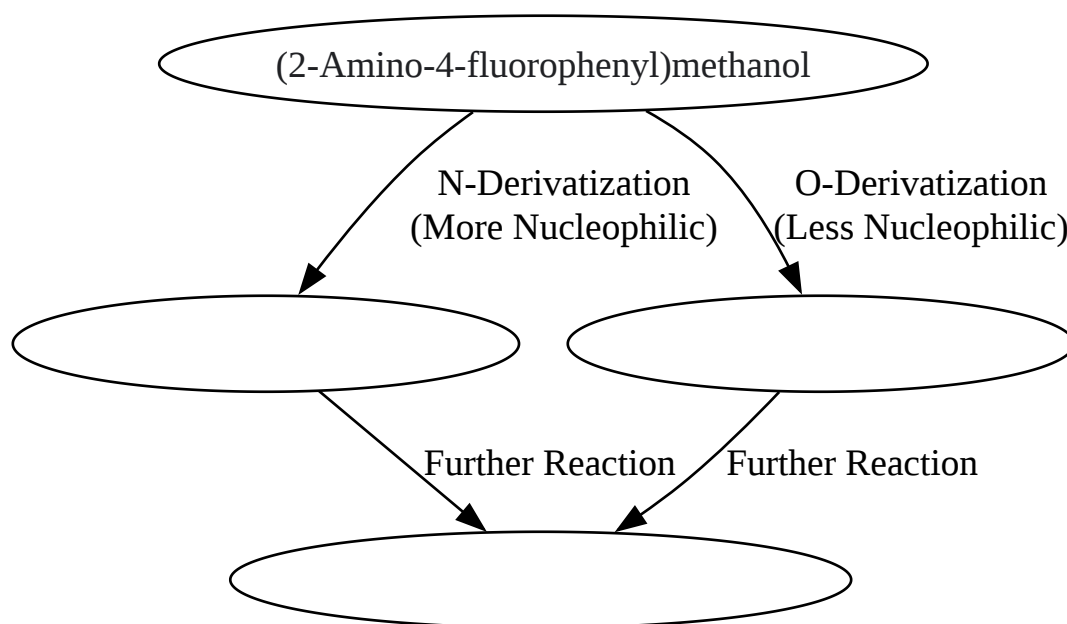 (2-Amino-4-fluorophenyl)methanol
N-Derivatization
(More Nucleophilic)
O-Derivatization
(Less Nucleophilic)
Further Reaction
Further Reaction